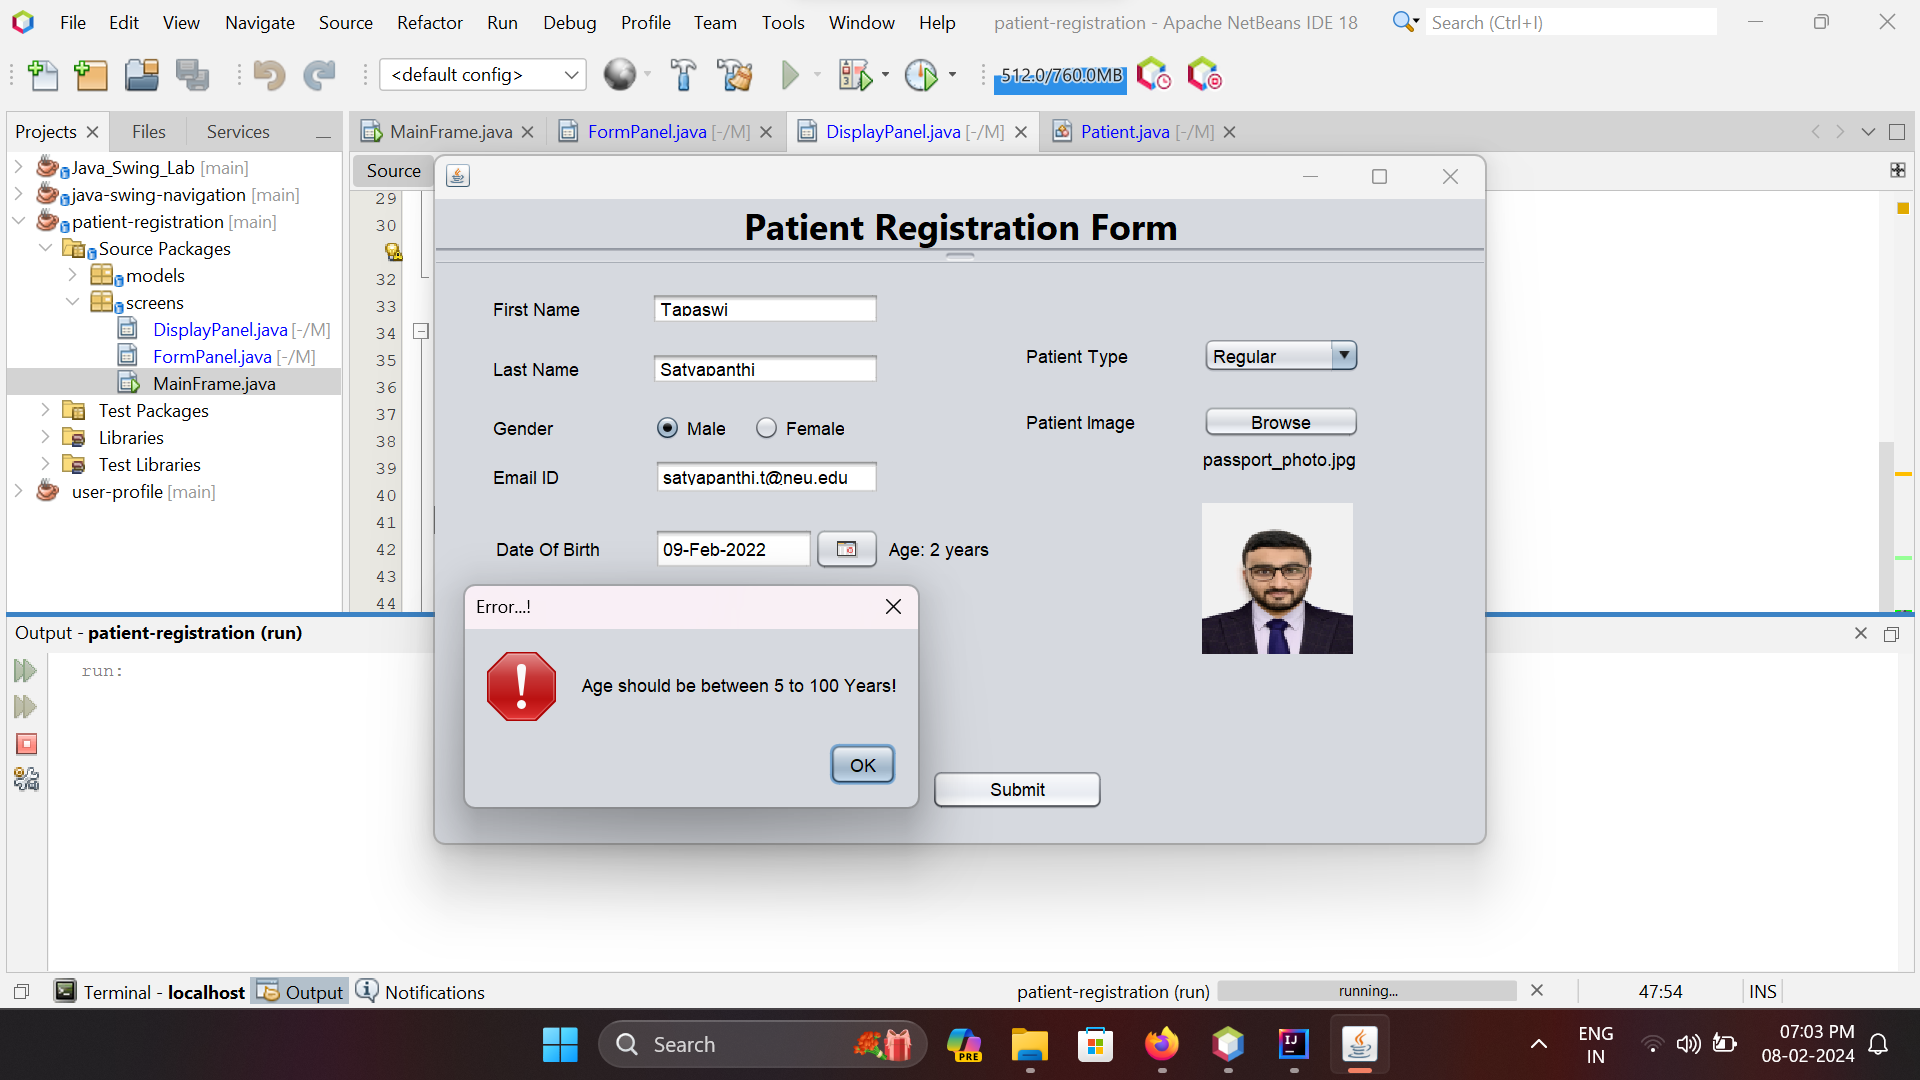 File Edit View Navigate Source Refactor Run Debug Profile Team Tools Window Help patient-registration - Apache NetBeans IDE 18 Search (Ctrl+I)
<default config> 512.0/760.0MB
Projects Files Services MainFrame.java FormPanel.java [-/M] DisplayPanel.java [-/M] Patient.java [-/M]
Java_Swing_Lab [main]
java-swing-navigation [main]
patient-registration [main]
Source Packages
models
screens
DisplayPanel.java [-/M]
FormPanel.java [-/M]
MainFrame.java
Test Packages
Libraries
Test Libraries
user-profile [main]
Source
29
30
32
33
34
35
36
37
38
39
40
41
42
43
44
Patient Registration Form
First Name Tapaswi
Last Name Satyapanthi
Gender Male Female
Email ID satyapanthi.t@neu.edu
Date Of Birth 09-Feb-2022 Age: 2 years
Patient Type Regular
Patient Image Browse
passport_photo.jpg
Error...!
Age should be between 5 to 100 Years!
OK
Submit
Output - patient-registration (run)
run:
Terminal - localhost Output Notifications patient-registration (run) running... 47:54 INS
Search PRE IJ ENG
IN
07:03 PM
08-02-2024